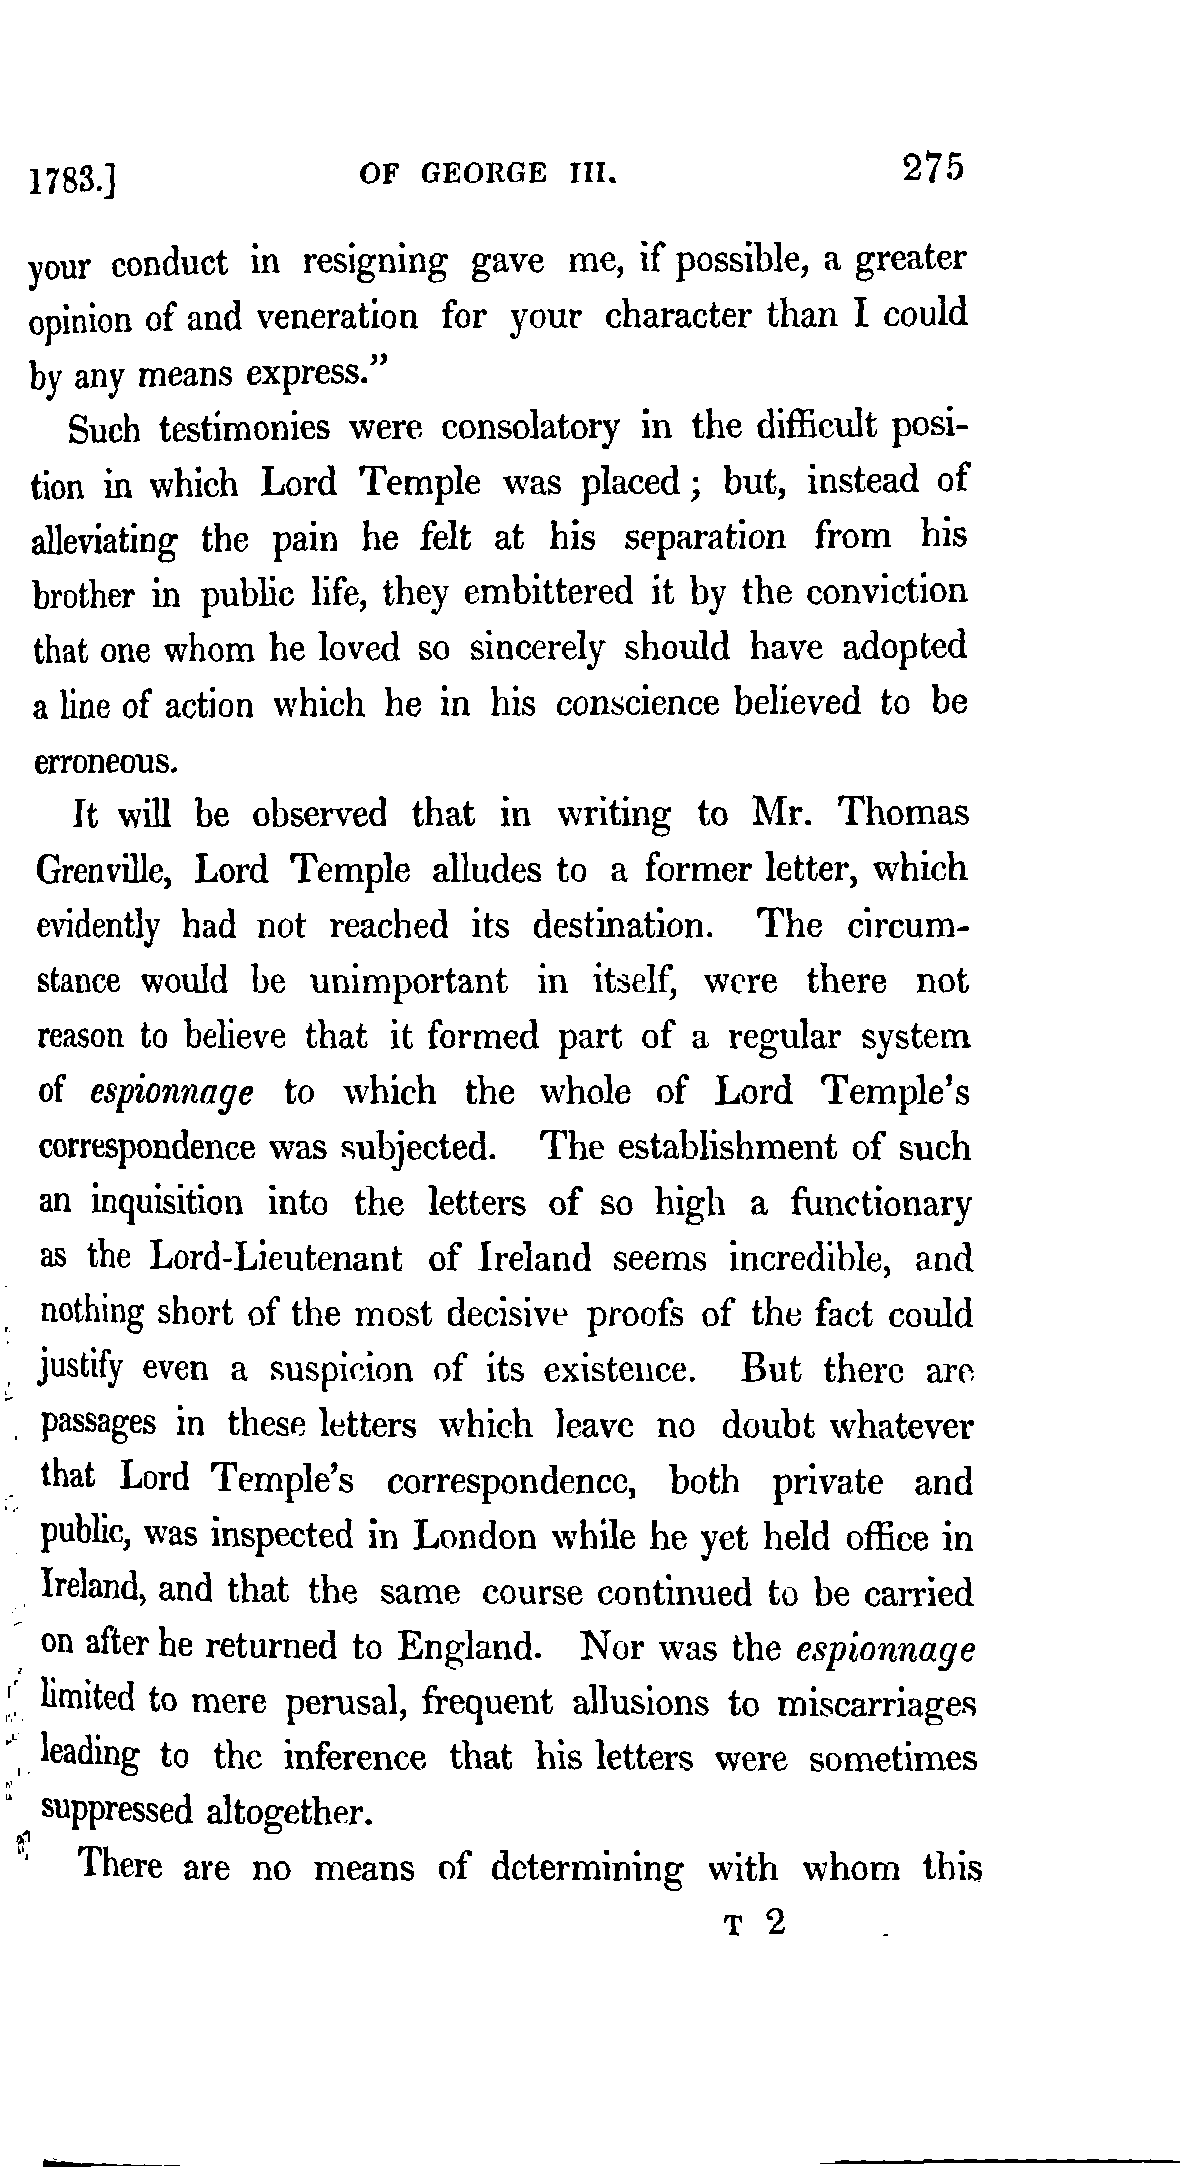 1783.] OF GEORGE III. 275
your conduct in resigning gave me, if possible, a greater
opinion of and veneration for your character than I could
by any means express.”
Such testimonies were consolatory in the difficult posi-
tion in which Lord Temple was placed; but, instead of
alleviating the pain he felt at his separation from his
brother in public life, they embittered it by the conviction
that one whom he loved so sincerely should have adopted
a line of action which he in his conscience believed to be
erroneous.
It will be observed that in writing to Mr. Thomas
Grenville, Lord Temple alludes to a former letter, which
evidently had not reached its destination. The circum-
stance would be unimportant in itself, were there not
reason to believe that it formed part of a regular system
of espionnage to which the whole of Lord Temple's
correspondence was subjected. The establishment of such
an inquisition into the letters of so high a functionary
as the Lord-Lieutenant of Ireland seems incredible, and
nothing short of the most decisive proofs of the fact could
justify even a suspicion of its existence. But there are
passages in these letters which leave no doubt whatever
that Lord Temple's correspondence, both private and
public, was inspected in London while he yet held office in
Ireland, and that the same course continued to be carried
on after he returned to England. Nor was the espionnage
limited to mere perusal, frequent allusions to miscarriages
leading to the inference that his letters were sometimes
suppressed altogether.
There are no means of determining with whom this
T 2